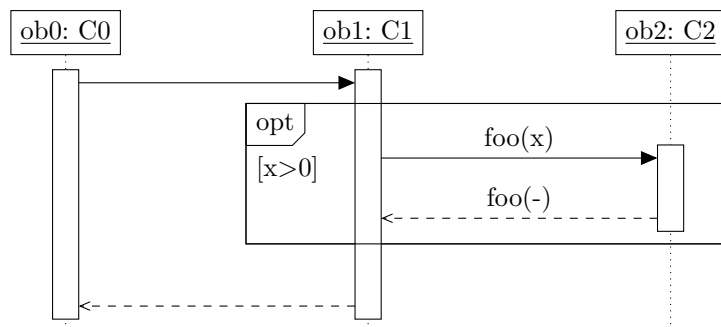 ob0: C0
ob1: C1
ob2: C2
opt
foo(x)
[x>0]
foo(-)